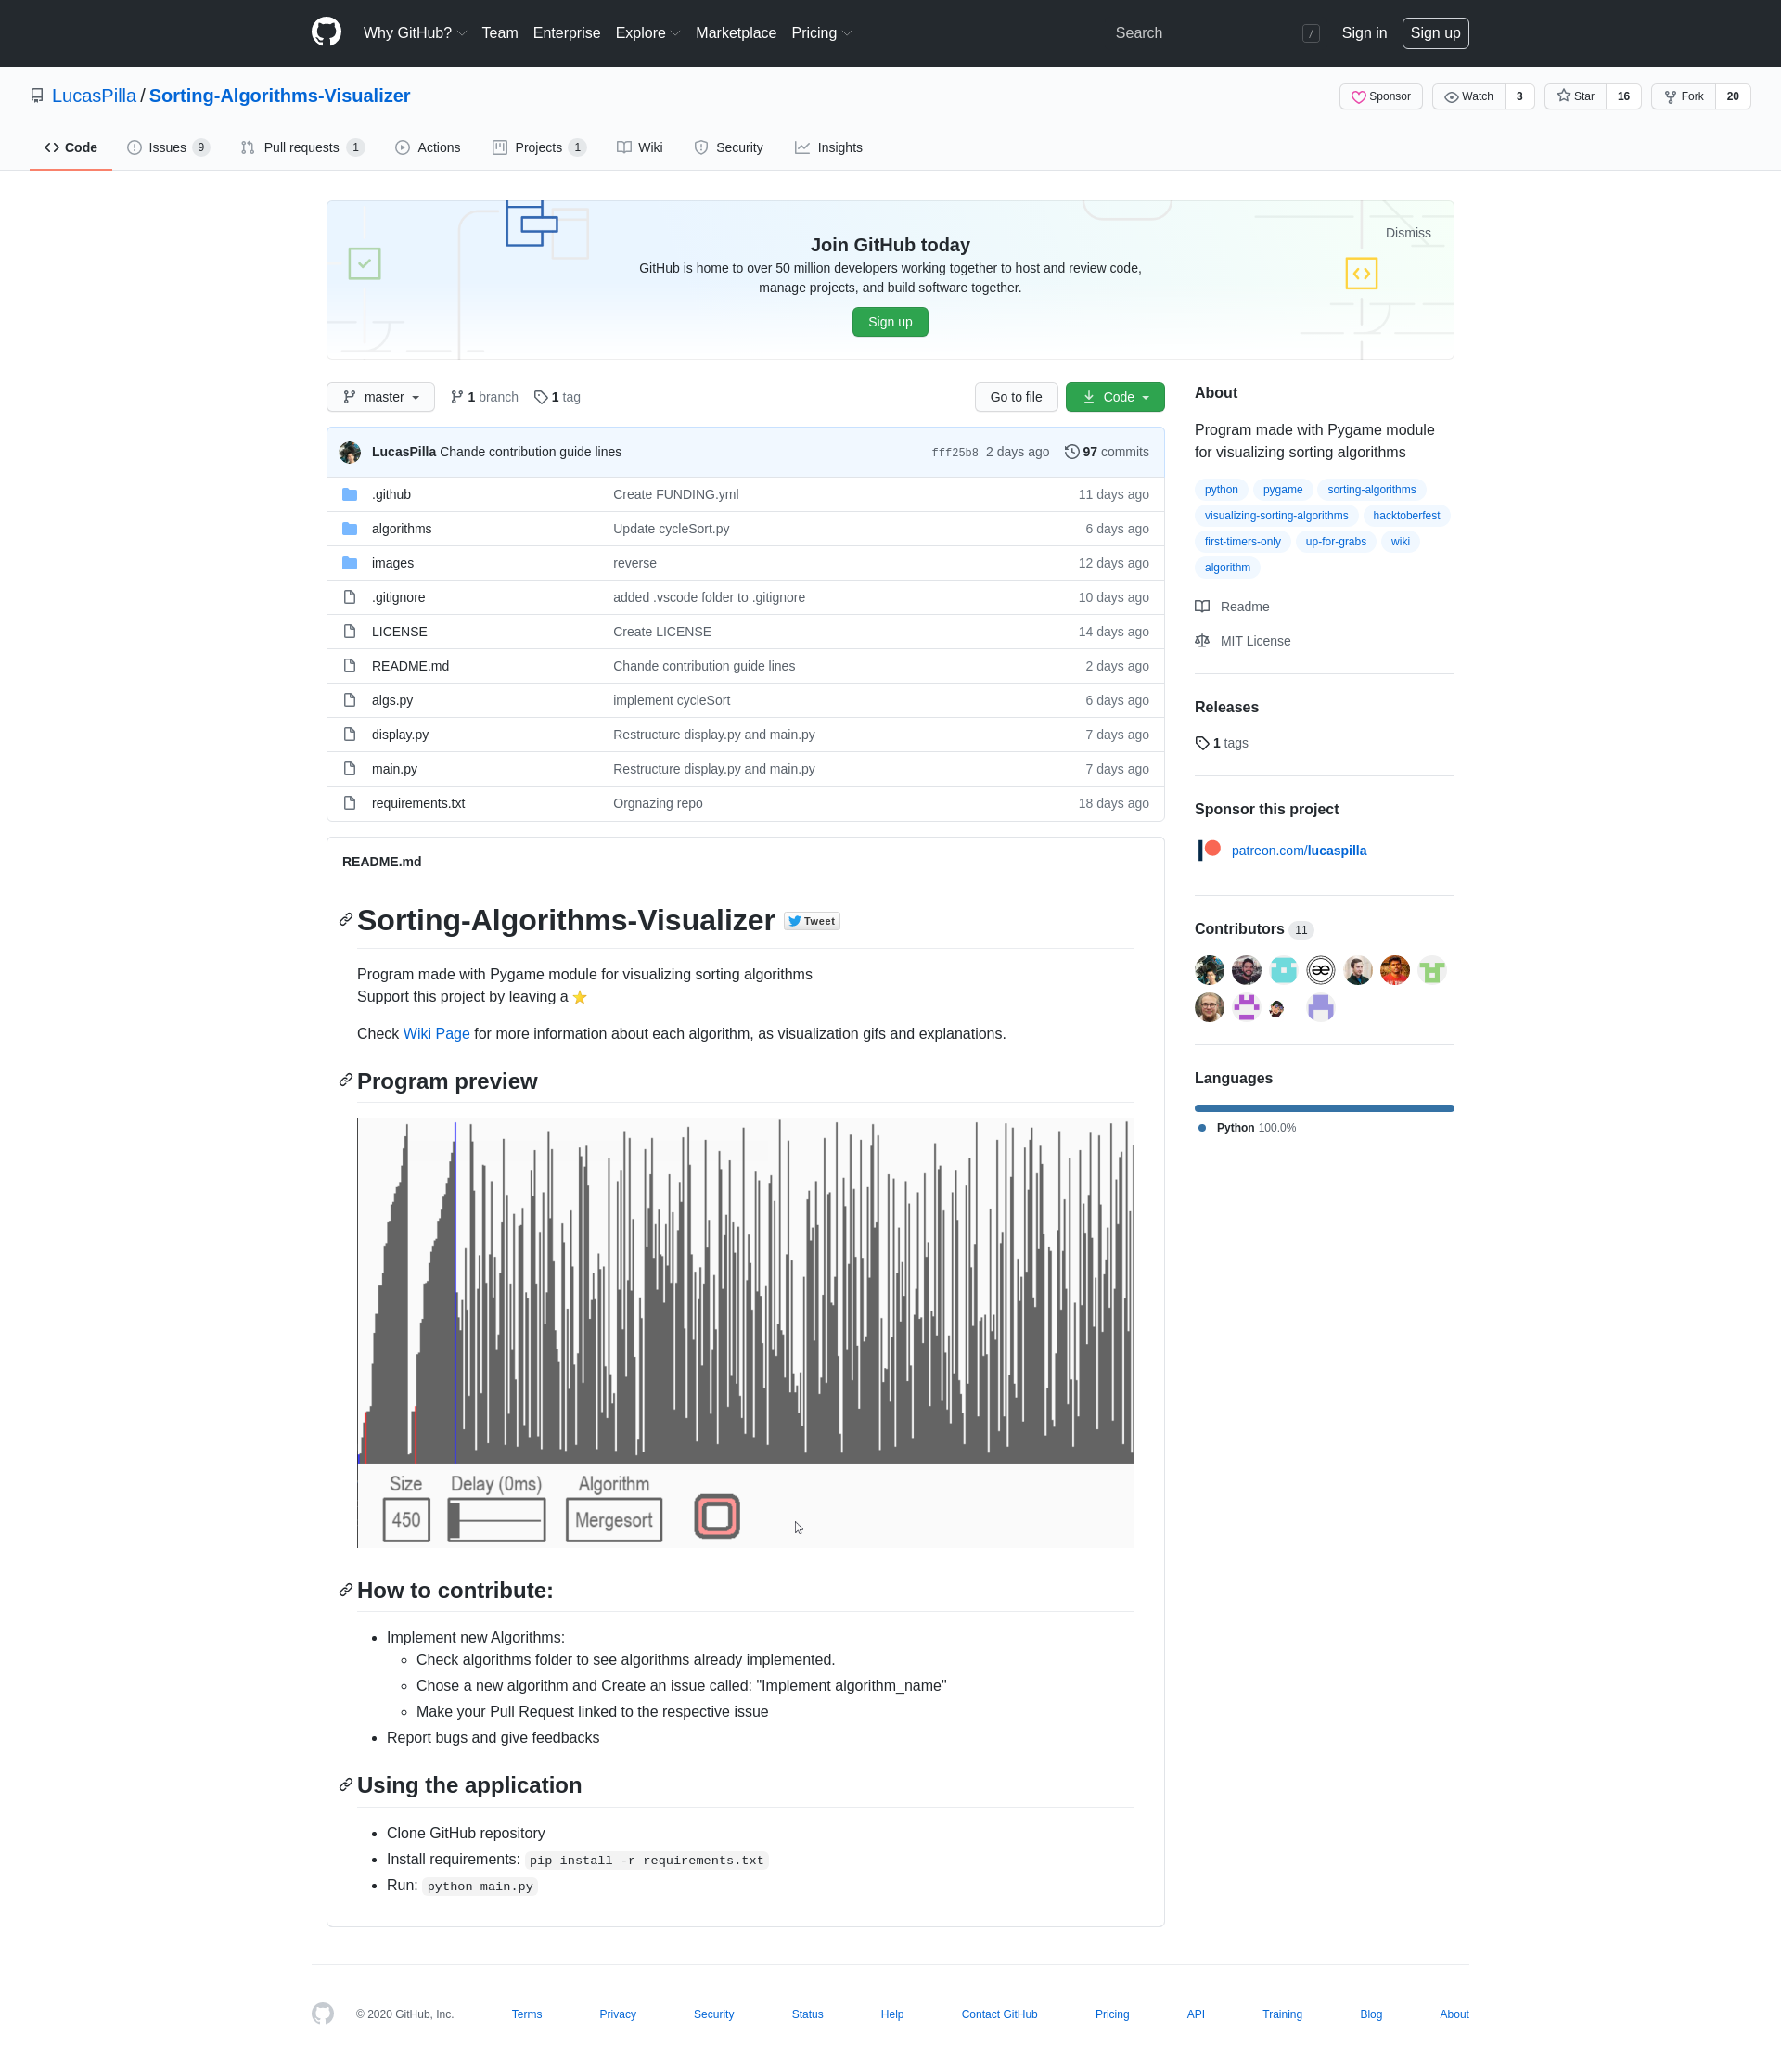 Why GitHub? Team Enterprise Explore Marketplace Pricing Search / Sign in Sign up
LucasPilla / Sorting-Algorithms-Visualizer Sponsor Watch 3 Star 16 Fork 20
Code Issues 9 Pull requests 1 Actions Projects 1 Wiki Security Insights
Dismiss
Join GitHub today
GitHub is home to over 50 million developers working together to host and review code,
manage projects, and build software together.
Sign up
master 1 branch 1 tag Go to file Code
LucasPilla Chande contribution guide lines fff25b8 2 days ago 97 commits
.github Create FUNDING.yml 11 days ago
algorithms Update cycleSort.py 6 days ago
images reverse 12 days ago
.gitignore added .vscode folder to .gitignore 10 days ago
LICENSE Create LICENSE 14 days ago
README.md Chande contribution guide lines 2 days ago
algs.py implement cycleSort 6 days ago
display.py Restructure display.py and main.py 7 days ago
main.py Restructure display.py and main.py 7 days ago
requirements.txt Orgnazing repo 18 days ago
README.md
Sorting-Algorithms-Visualizer Tweet
Program made with Pygame module for visualizing sorting algorithms
Support this project by leaving a ⭐
Check Wiki Page for more information about each algorithm, as visualization gifs and explanations.
Program preview
Size Delay (0ms) Algorithm
450 Mergesort
How to contribute:
Implement new Algorithms:
Check algorithms folder to see algorithms already implemented.
Chose a new algorithm and Create an issue called: "Implement algorithm_name"
Make your Pull Request linked to the respective issue
Report bugs and give feedbacks
Using the application
Clone GitHub repository
Install requirements: pip install -r requirements.txt
Run: python main.py
About
Program made with Pygame module
for visualizing sorting algorithms
python pygame sorting-algorithms
visualizing-sorting-algorithms hacktoberfest
first-timers-only up-for-grabs wiki
algorithm
Readme
MIT License
Releases
1 tags
Sponsor this project
patreon.com/lucaspilla
Contributors 11
æ
Languages
Python 100.0%
© 2020 GitHub, Inc. Terms Privacy Security Status Help Contact GitHub Pricing API Training Blog About